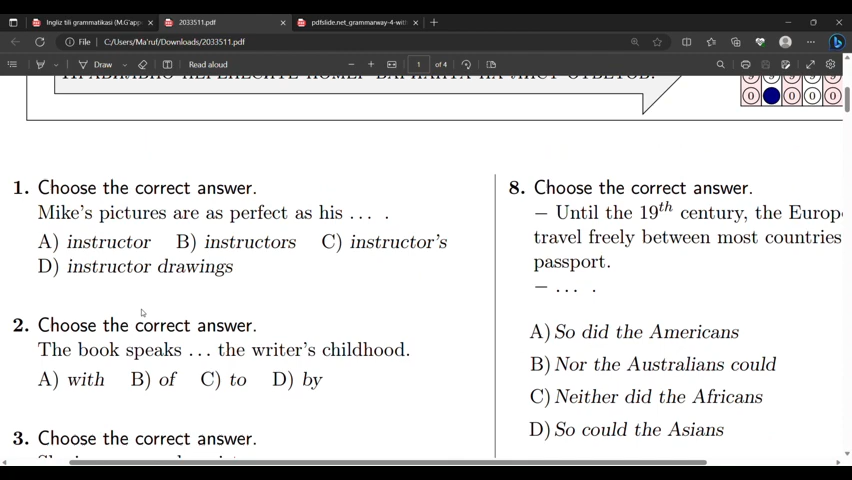 Ingliz tili grammatikasi (M.G'app
2033511.pdf
pdfslide.net_grammarway-4-with
File
C:/Users/Ma'ruf/Downloads/2033511.pdf
Draw
Read aloud
1
of 4
1. Choose the correct answer.
Mike's pictures are as perfect as his ... .
A) instructor B) instructors C) instructor's
D) instructor drawings
2. Choose the correct answer.
The book speaks ... the writer's childhood.
A) with B) of C) to D) by
3. Choose the correct answer.
8. Choose the correct answer.
– Until the 19th century, the Europ
travel freely between most countries
passport.
– ... .
A) So did the Americans
B) Nor the Australians could
C) Neither did the Africans
D) So could the Asians